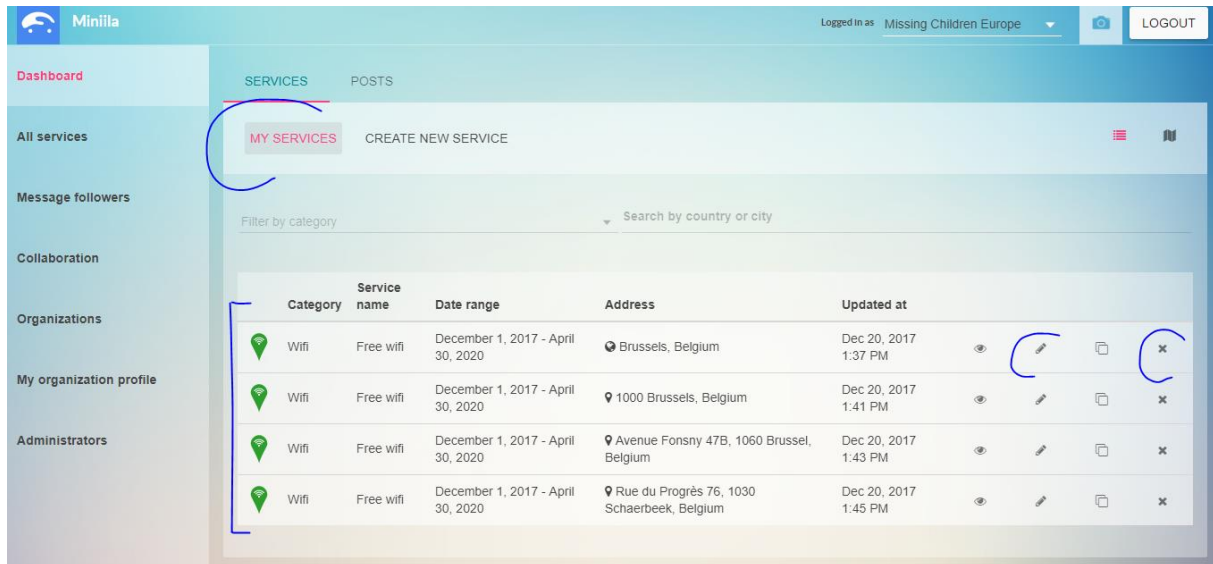 Miniila
Logged in as Missing Children Europe
LOGOUT
Dashboard
All services
Message followers
Collaboration
Organizations
My organization profile
Administrators
SERVICES POSTS
MY SERVICES CREATE NEW SERVICE
Filter by category Search by country or city
Category Service name Date range Address Updated at
Wifi Free wifi December 1, 2017 - April 30, 2020 Brussels, Belgium Dec 20, 2017 1:37 PM
Wifi Free wifi December 1, 2017 - April 30, 2020 1000 Brussels, Belgium Dec 20, 2017 1:41 PM
Wifi Free wifi December 1, 2017 - April 30, 2020 Avenue Fonsny 47B, 1060 Brussel, Belgium Dec 20, 2017 1:43 PM
Wifi Free wifi December 1, 2017 - April 30, 2020 Rue du Progrès 76, 1030 Schaerbeek, Belgium Dec 20, 2017 1:45 PM